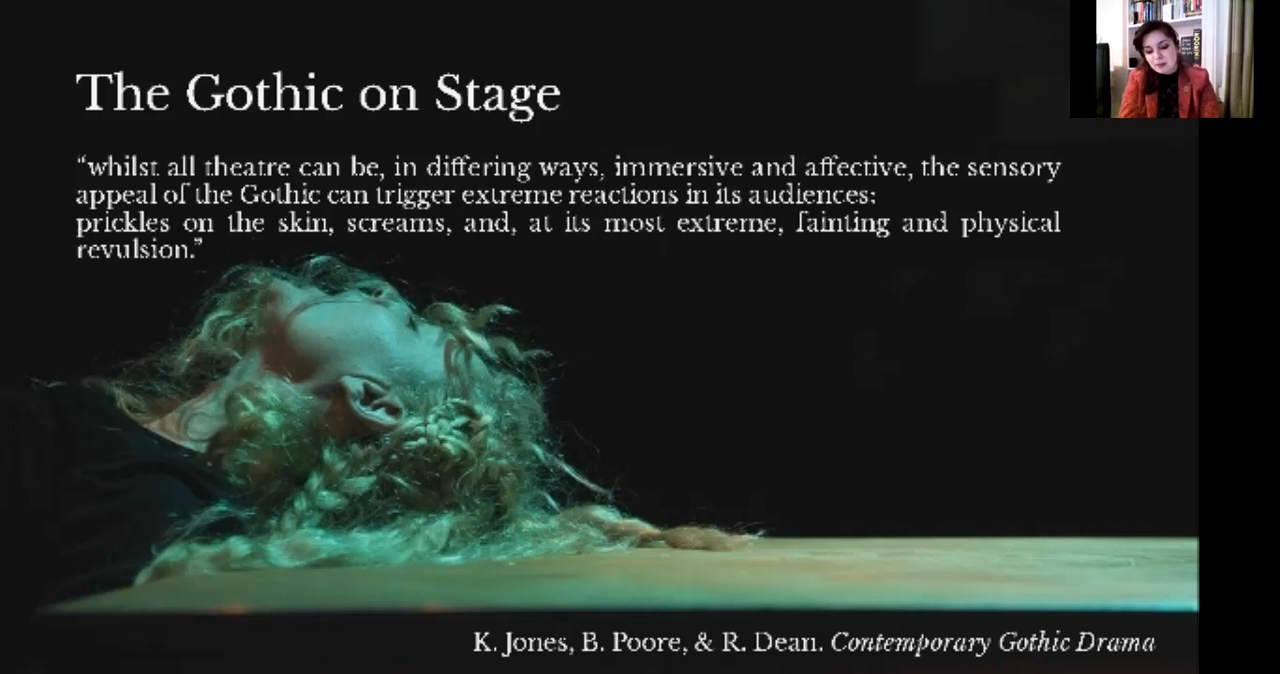 The Gothic on Stage
“whilst all theatre can be, in differing ways, immersive and affective, the sensory
appeal of the Gothic can trigger extreme reactions in its audiences:
prickles on the skin, screams, and, at its most extreme, fainting and physical
revulsion.”
K. Jones, B. Poore, & R. Dean. Contemporary Gothic Drama